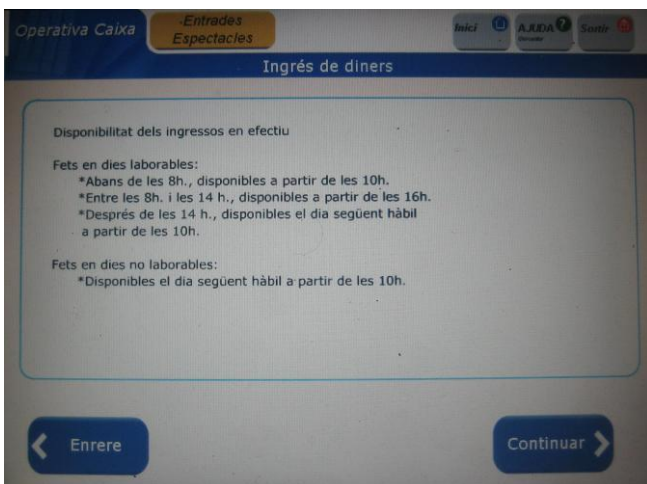 Operativa Caixa
-Entrades
Espectacles
Inici
AJUDA
Sortir
Ingrés de diners
Disponibilitat dels ingressos en efectiu
Fets en dies laborables:
*Abans de les 8h., disponibles a partir de les 10h.
*Entre les 8h. i les 14 h., disponibles a partir de les 16h.
*Després de les 14 h., disponibles el dia següent hàbil
a partir de les 10h.
Fets en dies no laborables:
*Disponibles el dia següent hàbil a partir de les 10h.
Enrere
Continuar